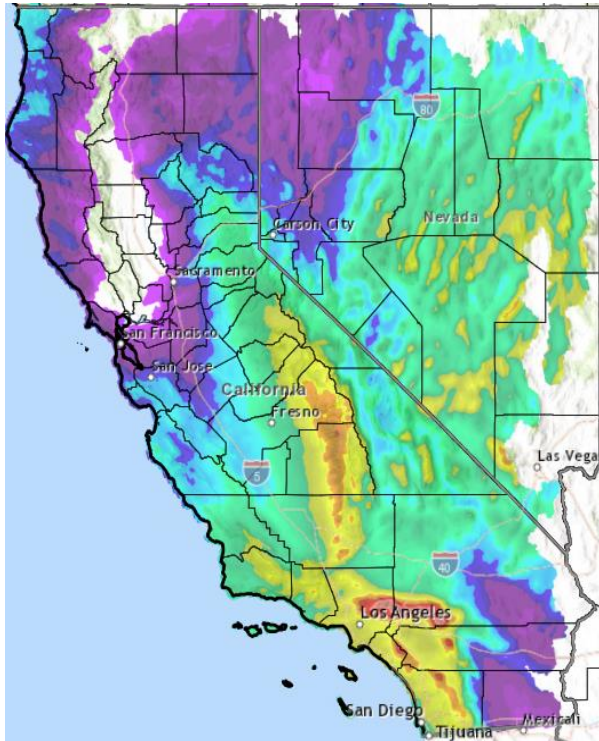 80
Nevada
Carson City
Sacramento
San Francisco
San Jose
California
Fresno
5
Las Vega
40
Los Angeles
San Diego
Tijuana
Mexicali